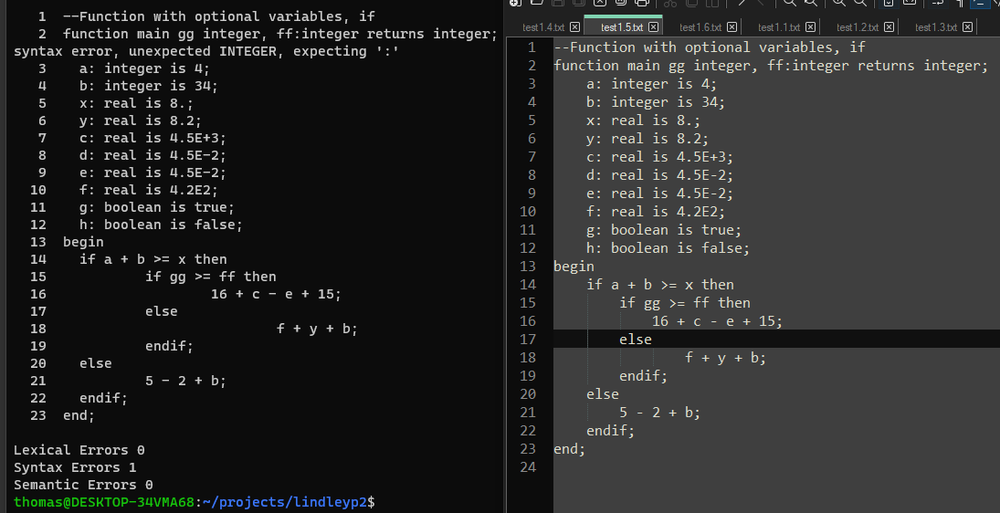 1  --Function with optional variables, if
2  function main gg integer, ff:integer returns integer;
syntax error, unexpected INTEGER, expecting ':'
3    a: integer is 4;
4    b: integer is 34;
5    x: real is 8.;
6    y: real is 8.2;
7    c: real is 4.5E+3;
8    d: real is 4.5E-2;
9    e: real is 4.5E-2;
10    f: real is 4.2E2;
11    g: boolean is true;
12    h: boolean is false;
13  begin
14    if a + b >= x then
15            if gg >= ff then
16                    16 + c - e + 15;
17            else
18                            f + y + b;
19            endif;
20    else
21            5 - 2 + b;
22    endif;
23  end;
Lexical Errors 0
Syntax Errors 1
Semantic Errors 0
thomas@DESKTOP-34VMA68:~/projects/lindleyp2$
test1.4.txt test1.5.txt test1.6.txt test1.1.txt test1.2.txt test1.3.txt
1 --Function with optional variables, if
2 function main gg integer, ff:integer returns integer;
3     a: integer is 4;
4     b: integer is 34;
5     x: real is 8.;
6     y: real is 8.2;
7     c: real is 4.5E+3;
8     d: real is 4.5E-2;
9     e: real is 4.5E-2;
10     f: real is 4.2E2;
11     g: boolean is true;
12     h: boolean is false;
13 begin
14     if a + b >= x then
15         if gg >= ff then
16             16 + c - e + 15;
17         else
18                 f + y + b;
19         endif;
20     else
21         5 - 2 + b;
22     endif;
23 end;
24